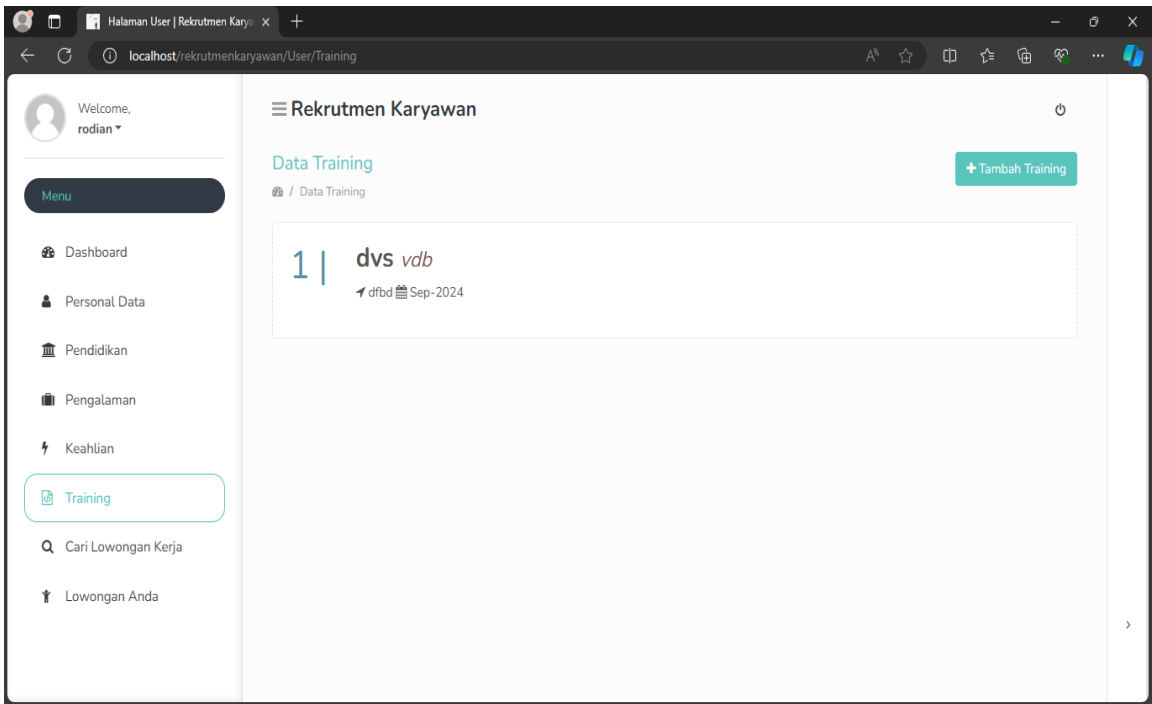 Halaman User | Rekrutmen Karya
localhost/rekrutmenkaryawan/User/Training
Welcome,
rodian
Menu
Dashboard
Personal Data
Pendidikan
Pengalaman
Keahlian
Training
Cari Lowongan Kerja
Lowongan Anda
Rekrutmen Karyawan
Data Training
/ Data Training
+ Tambah Training
1 | dvs vdb
dfbd Sep-2024